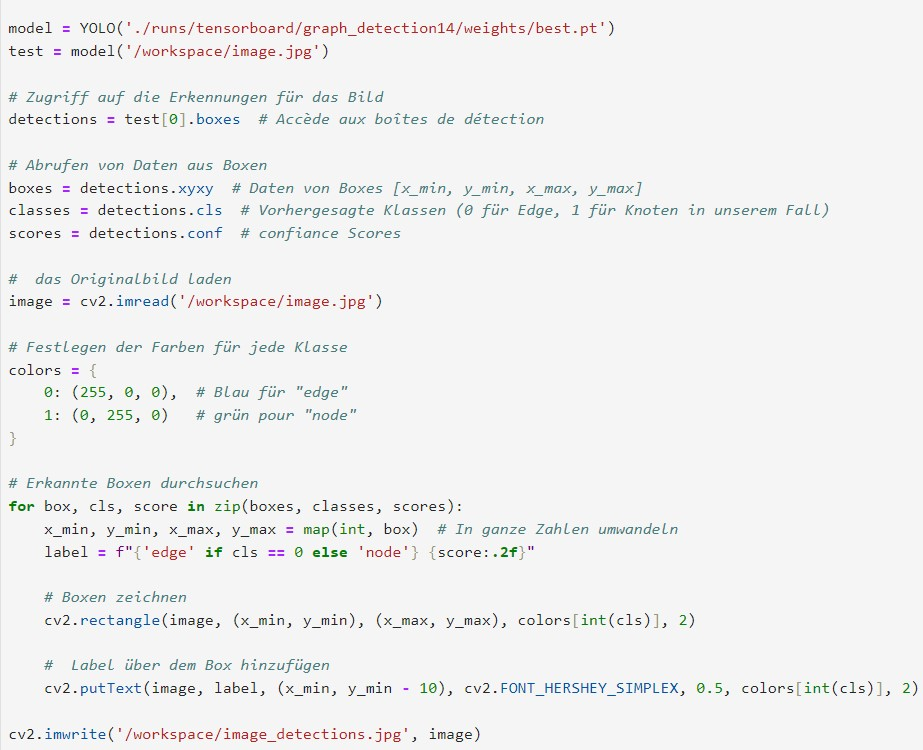 model = YOLO('./runs/tensorboard/graph_detection14/weights/best.pt')
test = model('/workspace/image.jpg')
# Zugriff auf die Erkennungen für das Bild
detections = test[0].boxes  # Accède aux boîtes de détection
# Abrufen von Daten aus Boxen
boxes = detections.xyxy  # Daten von Boxes [x_min, y_min, x_max, y_max]
classes = detections.cls  # Vorhergesagte Klassen (0 für Edge, 1 für Knoten in unserem Fall)
scores = detections.conf  # confiance Scores
#  das Originalbild laden
image = cv2.imread('/workspace/image.jpg')
# Festlegen der Farben für jede Klasse
colors = {
    0: (255, 0, 0),  # Blau für "edge"
    1: (0, 255, 0)   # grün pour "node"
}
# Erkannte Boxen durchsuchen
for box, cls, score in zip(boxes, classes, scores):
    x_min, y_min, x_max, y_max = map(int, box)  # In ganze Zahlen umwandeln
    label = f"{'edge' if cls == 0 else 'node'} {score:.2f}"
    # Boxen zeichnen
    cv2.rectangle(image, (x_min, y_min), (x_max, y_max), colors[int(cls)], 2)
    #  Label über dem Box hinzufügen
    cv2.putText(image, label, (x_min, y_min - 10), cv2.FONT_HERSHEY_SIMPLEX, 0.5, colors[int(cls)], 2)
cv2.imwrite('/workspace/image_detections.jpg', image)